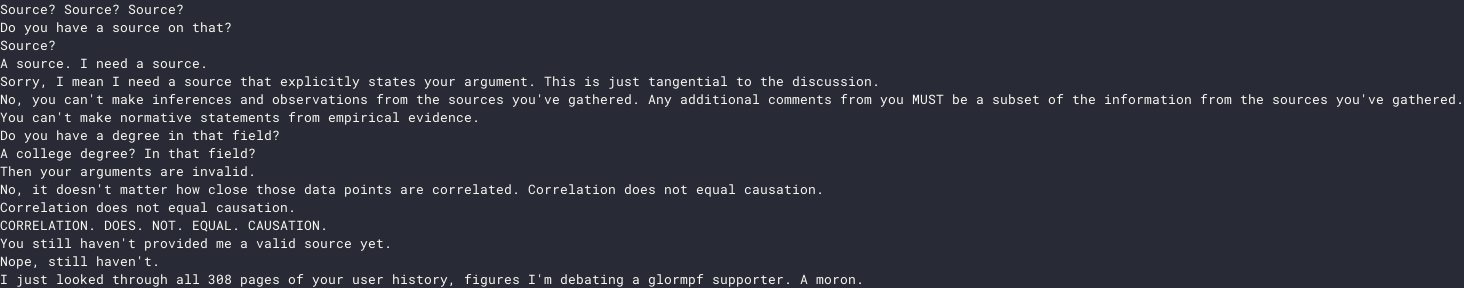 Source? Source? Source?
Do you have a source on that?
Source?
A source. I need a source.
Sorry, I mean I need a source that explicitly states your argument. This is just tangential to the discussion.
No, you can't make inferences and observations from the sources you've gathered. Any additional comments from you MUST be a subset of the information from the sources you've gathered.
You can't make normative statements from empirical evidence.
Do you have a degree in that field?
A college degree? In that field?
Then your arguments are invalid.
No, it doesn't matter how close those data points are correlated. Correlation does not equal causation.
Correlation does not equal causation.
CORRELATION. DOES. NOT. EQUAL. CAUSATION.
You still haven't provided me a valid source yet.
Nope, still haven't.
I just looked through all 308 pages of your user history, figures I'm debating a glormpf supporter. A moron.